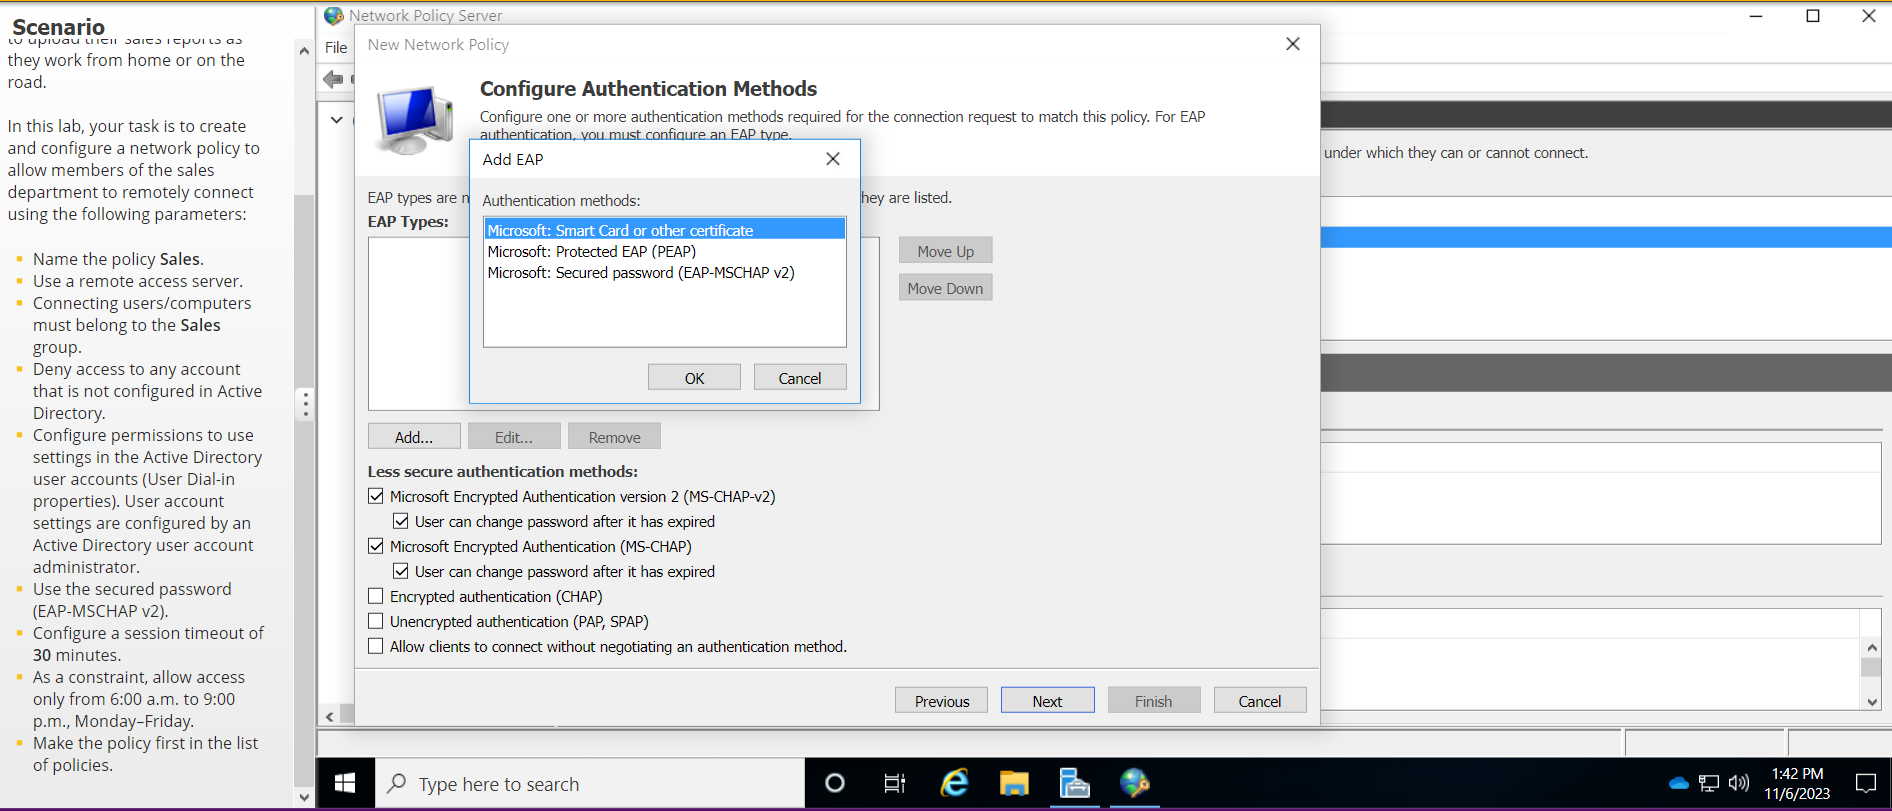 Scenario
to upload their sales reports as
they work from home or on the
road.
In this lab, your task is to create
and configure a network policy to
allow members of the sales
department to remotely connect
using the following parameters:
Name the policy Sales.
Use a remote access server.
Connecting users/computers
must belong to the Sales
group.
Deny access to any account
that is not configured in Active
Directory.
Configure permissions to use
settings in the Active Directory
user accounts (User Dial-in
properties). User account
settings are configured by an
Active Directory user account
administrator.
Use the secured password
(EAP-MSCHAP v2).
Configure a session timeout of
30 minutes.
As a constraint, allow access
only from 6:00 a.m. to 9:00
p.m., Monday–Friday.
Make the policy first in the list
of policies.
Network Policy Server
File
New Network Policy
Configure Authentication Methods
Configure one or more authentication methods required for the connection request to match this policy. For EAP
authentication, you must configure an EAP type.
under which they can or cannot connect.
Add EAP
EAP types are n
hey are listed.
EAP Types:
Authentication methods:
Microsoft: Smart Card or other certificate
Microsoft: Protected EAP (PEAP)
Microsoft: Secured password (EAP-MSCHAP v2)
OK
Cancel
Move Up
Move Down
Add...
Edit...
Remove
Less secure authentication methods:
Microsoft Encrypted Authentication version 2 (MS-CHAP-v2)
User can change password after it has expired
Microsoft Encrypted Authentication (MS-CHAP)
User can change password after it has expired
Encrypted authentication (CHAP)
Unencrypted authentication (PAP, SPAP)
Allow clients to connect without negotiating an authentication method.
Previous
Next
Finish
Cancel
Type here to search
1:42 PM
11/6/2023